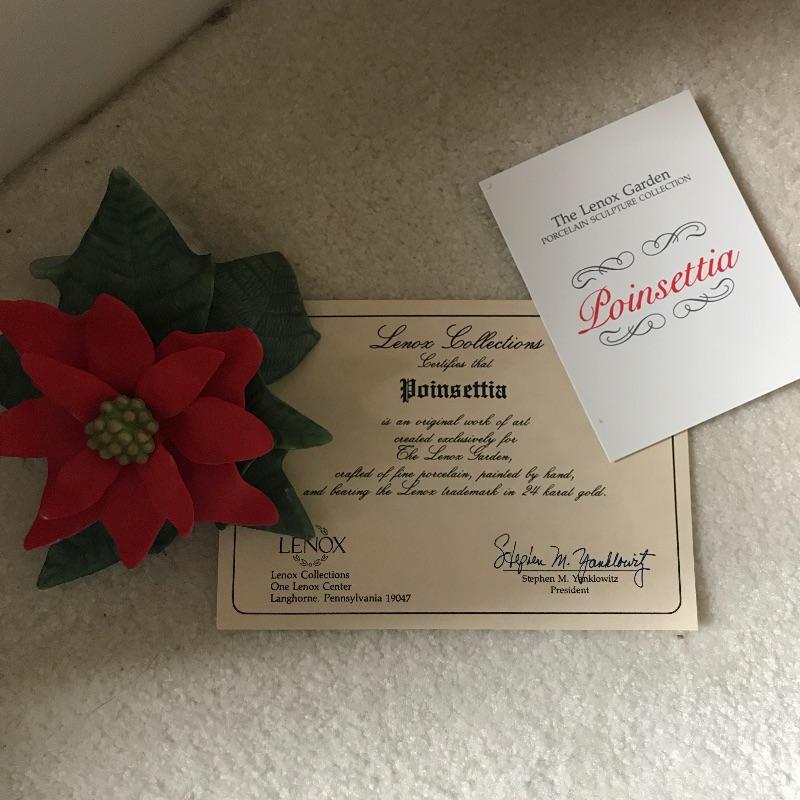 The Lenox Garden
PORCELAIN SCULPTURE COLLECTION
Poinsettia
Lenox Collections
Certifies that
Poinsettia
is an original work of art
created exclusively for
The Lenox Garden,
crafted of fine porcelain, painted by hand,
and bearing the Lenox trademark in 24 karat gold.
LENOX
Lenox Collections
One Lenox Center
Langhorne, Pennsylvania 19047
Stephen M. Yanklowitz
Stephen M. Yanklowitz
President